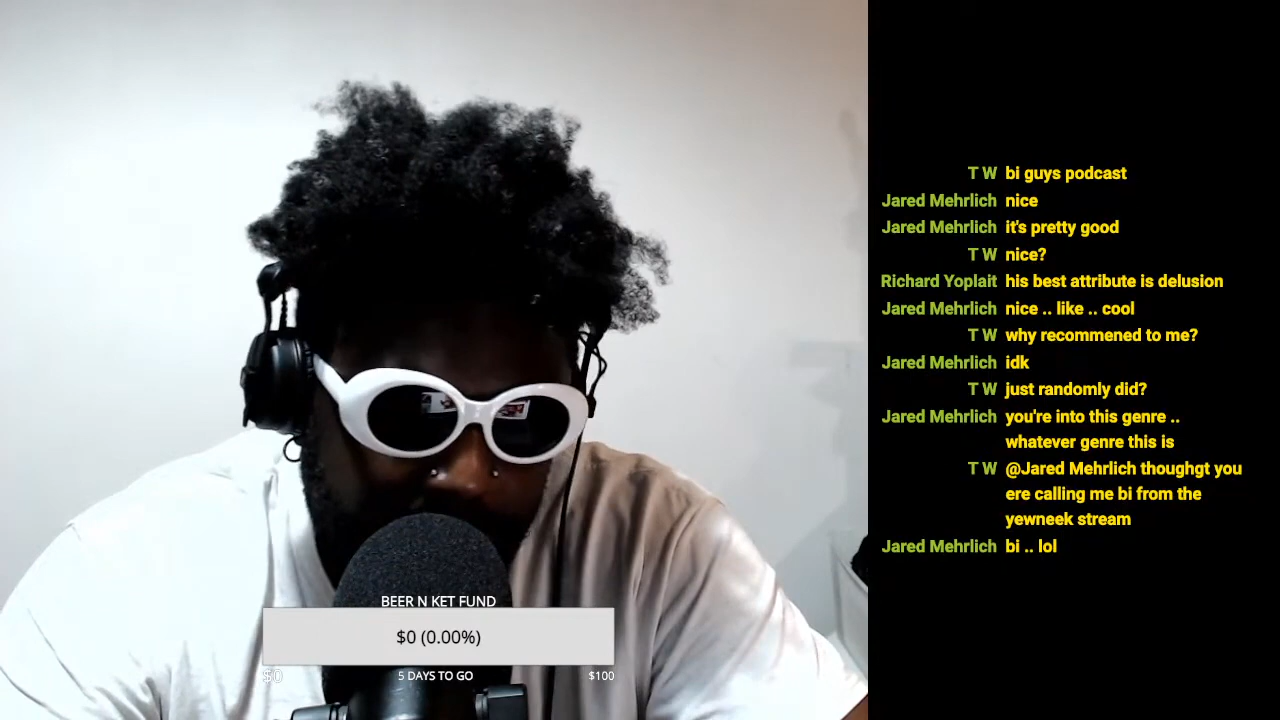 T W bi guys podcast
Jared Mehrlich nice
Jared Mehrlich it's pretty good
T W nice?
Richard Yoplait his best attribute is delusion
Jared Mehrlich nice .. like .. cool
T W why recommened to me?
Jared Mehrlich idk
T W just randomly did?
Jared Mehrlich you're into this genre ..
whatever genre this is
T W @Jared Mehrlich thoughgt you
ere calling me bi from the
yewneek stream
Jared Mehrlich bi .. lol
BEER N KET FUND
$0 (0.00%)
$0 5 DAYS TO GO $100